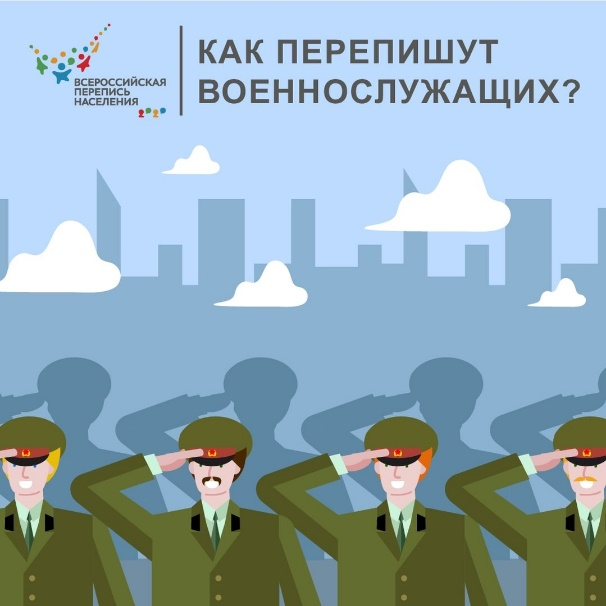 ВСЕРОССИЙСКАЯ
ПЕРЕПИСЬ
НАСЕЛЕНИЯ
2020
КАК ПЕРЕПИШУТ
ВОЕННОСЛУЖАЩИХ?